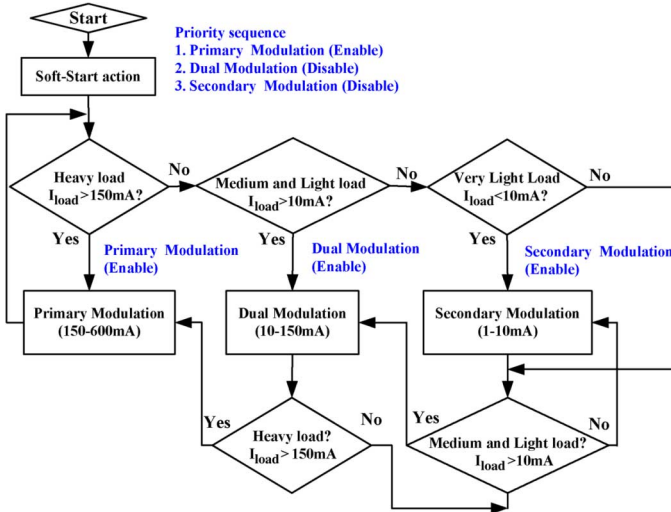 Start
Priority sequence
1. Primary Modulation (Enable)
2. Dual Modulation (Disable)
3. Secondary Modulation (Disable)
Soft-Start action
Heavy load
Iload>150mA?
No
Medium and Light load
Iload>10mA?
No
Very Light Load
Iload<10mA?
No
Yes
Primary Modulation
(Enable)
Yes
Dual Modulation
(Enable)
Yes
Secondary Modulation
(Enable)
Primary Modulation
(150-600mA)
Dual Modulation
(10-150mA)
Secondary Modulation
(1-10mA)
Yes
Heavy load?
Iload>150mA
No
Yes
Medium and Light load?
Iload>10mA
No